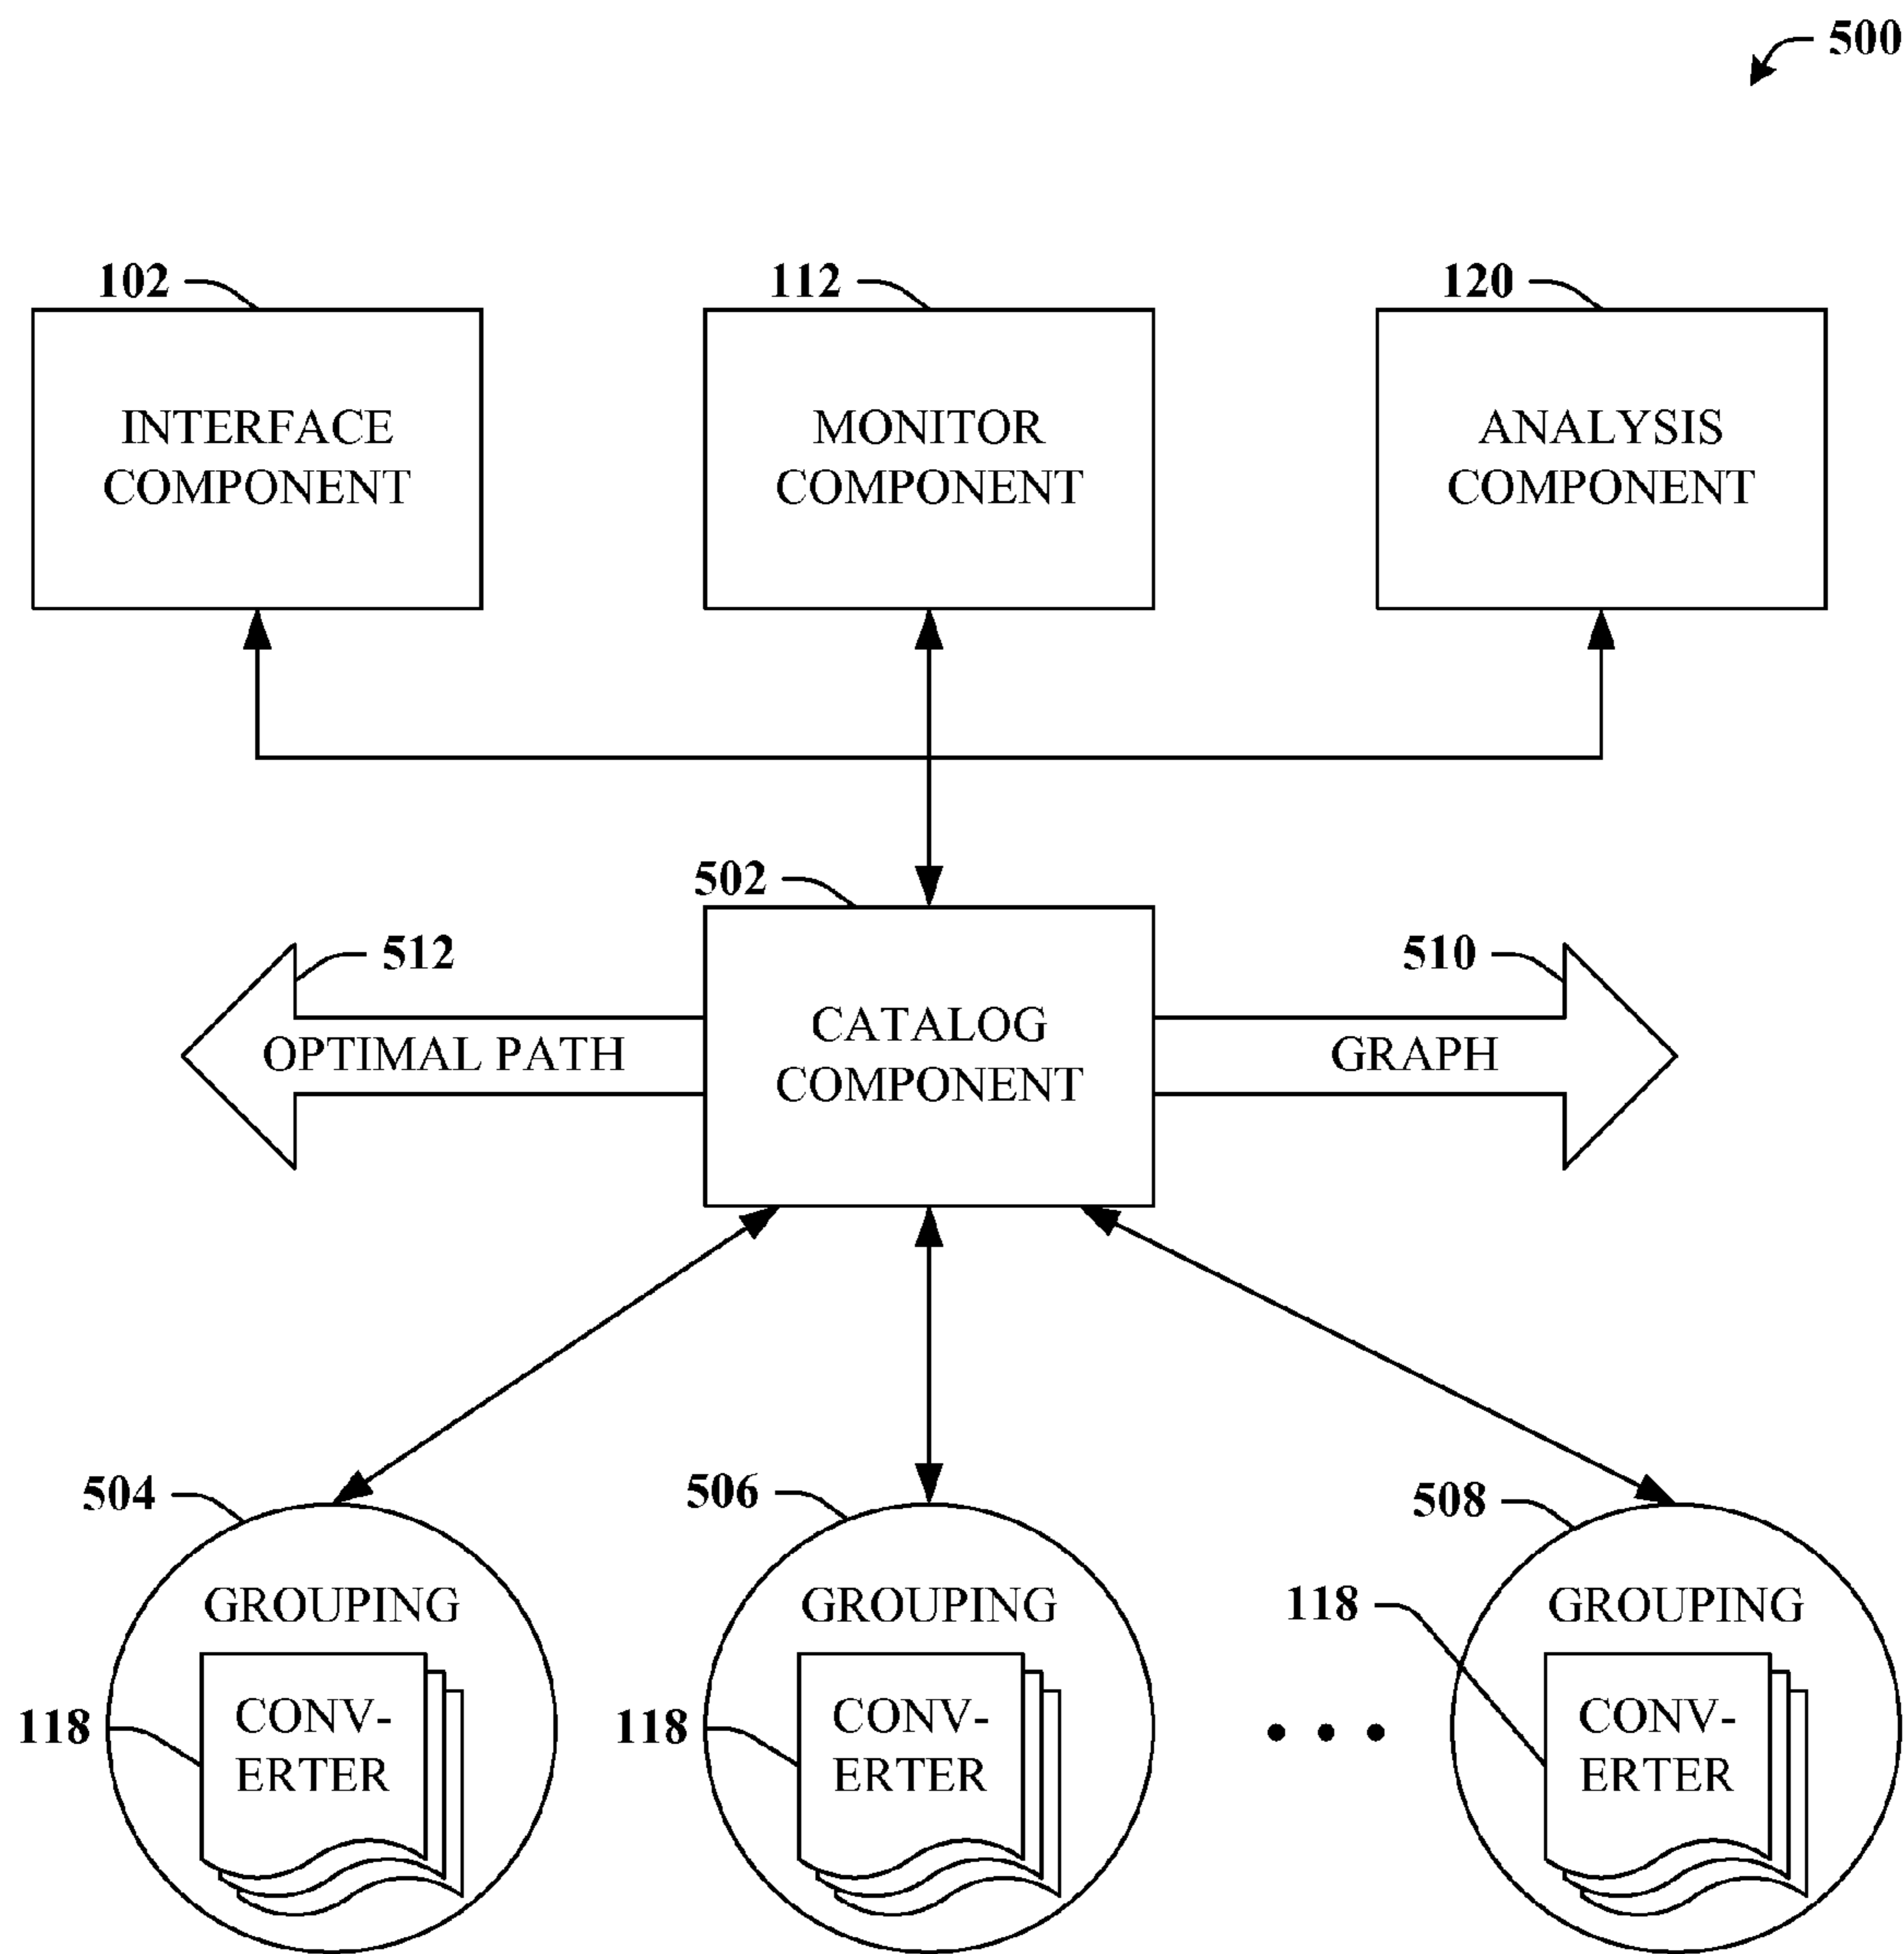 500
102
112
120
INTERFACE
COMPONENT
MONITOR
COMPONENT
ANALYSIS
COMPONENT
502
512
510
OPTIMAL PATH
CATALOG
COMPONENT
GRAPH
504
506
508
GROUPING
GROUPING
118
GROUPING
118
CONV-
ERTER
118
CONV-
ERTER
• • •
CONV-
ERTER